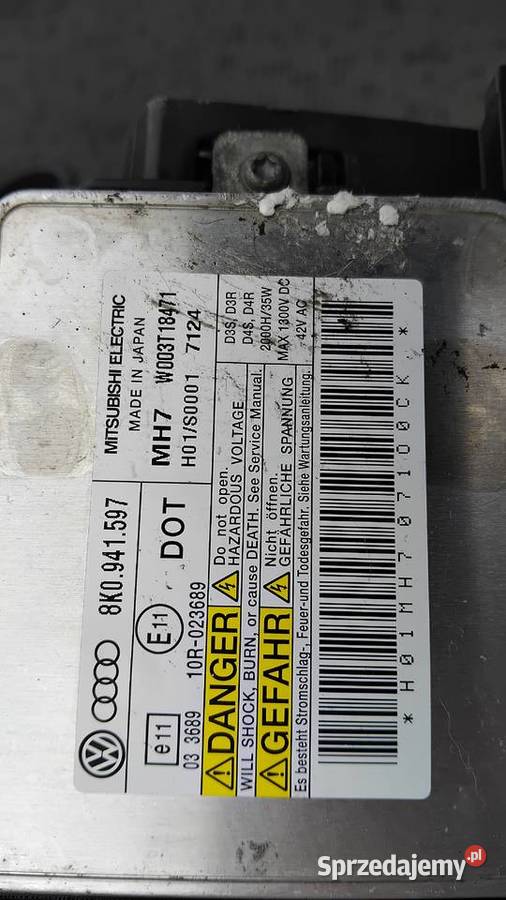 8K0.941.597
MITSUBISHI ELECTRIC
MADE IN JAPAN
MH7 W003T18471
H01/S0001 7124
E11
DOT
e11
03 3689 10R-023689
D3S, D3R
D4S, D4R
2000H/35W
MAX 1300V DC
42V AC
DANGER
Do not open.
HAZARDOUS VOLTAGE
WILL SHOCK, BURN, or cause DEATH. See Service Manual.
GEFAHR
Nicht öffnen.
GEFÄHRLICHE SPANNUNG
Es besteht Stromschlag-, Feuer-und Todesgefahr. Siehe Wartungsanleitung.
* H01MH7071OOCK *
Sprzedajemy.pl